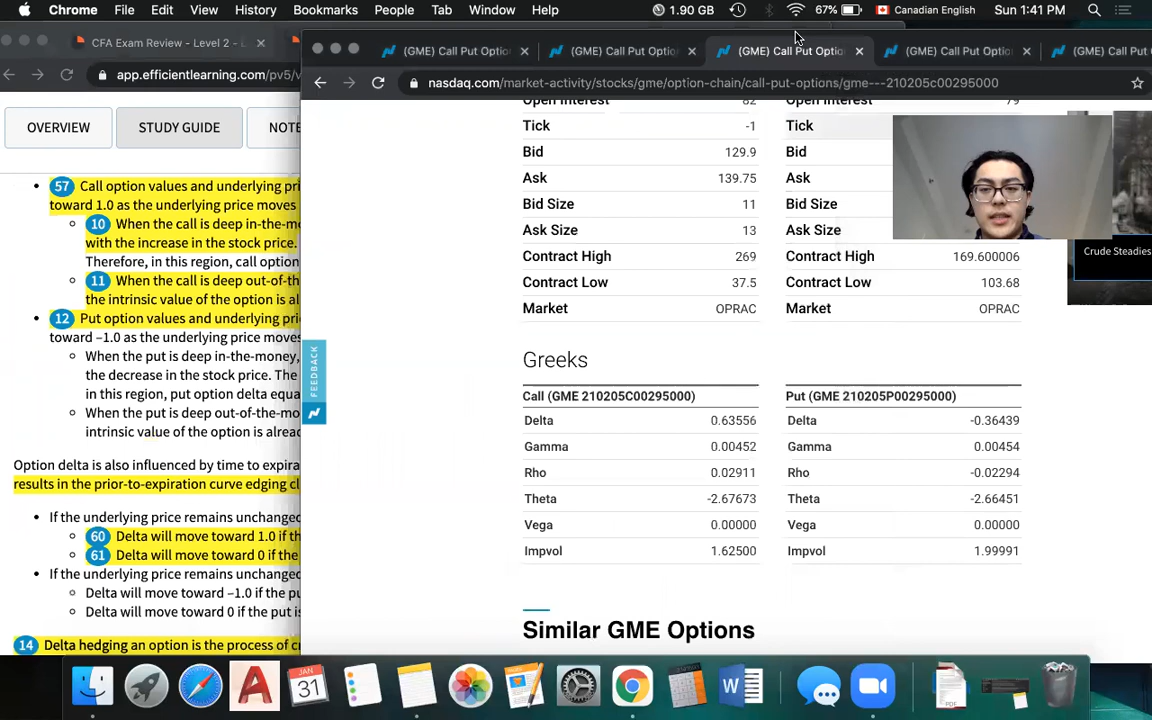 Chrome File Edit View History Bookmarks People Tab Window Help 1.90 GB 67% Canadian English Sun 1:41 PM
CFA Exam Review - Level 2 -
(GME) Call Put Optio
(GME) Call Put Optio
(GME) Call Put Optio
(GME) Call Put Optio
(GME) Call Put
app.efficientlearning.com/pv5/v
nasdaq.com/market-activity/stocks/gme/option-chain/call-put-options/gme---210205c00295000
OVERVIEW
STUDY GUIDE
NOTE
57 Call option values and underlying pri
toward 1.0 as the underlying price moves
10 When the call is deep in-the-mo
with the increase in the stock price.
Therefore, in this region, call option
11 When the call is deep out-of-the
the intrinsic value of the option is al
12 Put option values and underlying pri
toward –1.0 as the underlying price moves
When the put is deep in-the-money,
the decrease in the stock price. The
in this region, put option delta equa
When the put is deep out-of-the-mo
intrinsic value of the option is alread
Option delta is also influenced by time to expira
results in the prior-to-expiration curve edging cl
If the underlying price remains unchanged
60 Delta will move toward 1.0 if the
61 Delta will move toward 0 if the
If the underlying price remains unchanged
Delta will move toward –1.0 if the pu
Delta will move toward 0 if the put is
14 Delta hedging an option is the process of cr
FEEDBACK
Open Interest 82
Tick -1
Bid 129.9
Ask 139.75
Bid Size 11
Ask Size 13
Contract High 269
Contract Low 37.5
Market OPRAC
Open Interest 79
Tick
Bid
Ask
Bid Size
Ask Size
Contract High 169.600006
Contract Low 103.68
Market OPRAC
Crude Steadies
Greeks
Call (GME 210205C00295000)
Delta 0.63556
Gamma 0.00452
Rho 0.02911
Theta -2.67673
Vega 0.00000
Impvol 1.62500
Put (GME 210205P00295000)
Delta -0.36439
Gamma 0.00454
Rho -0.02294
Theta -2.66451
Vega 0.00000
Impvol 1.99991
Similar GME Options
JAN
31